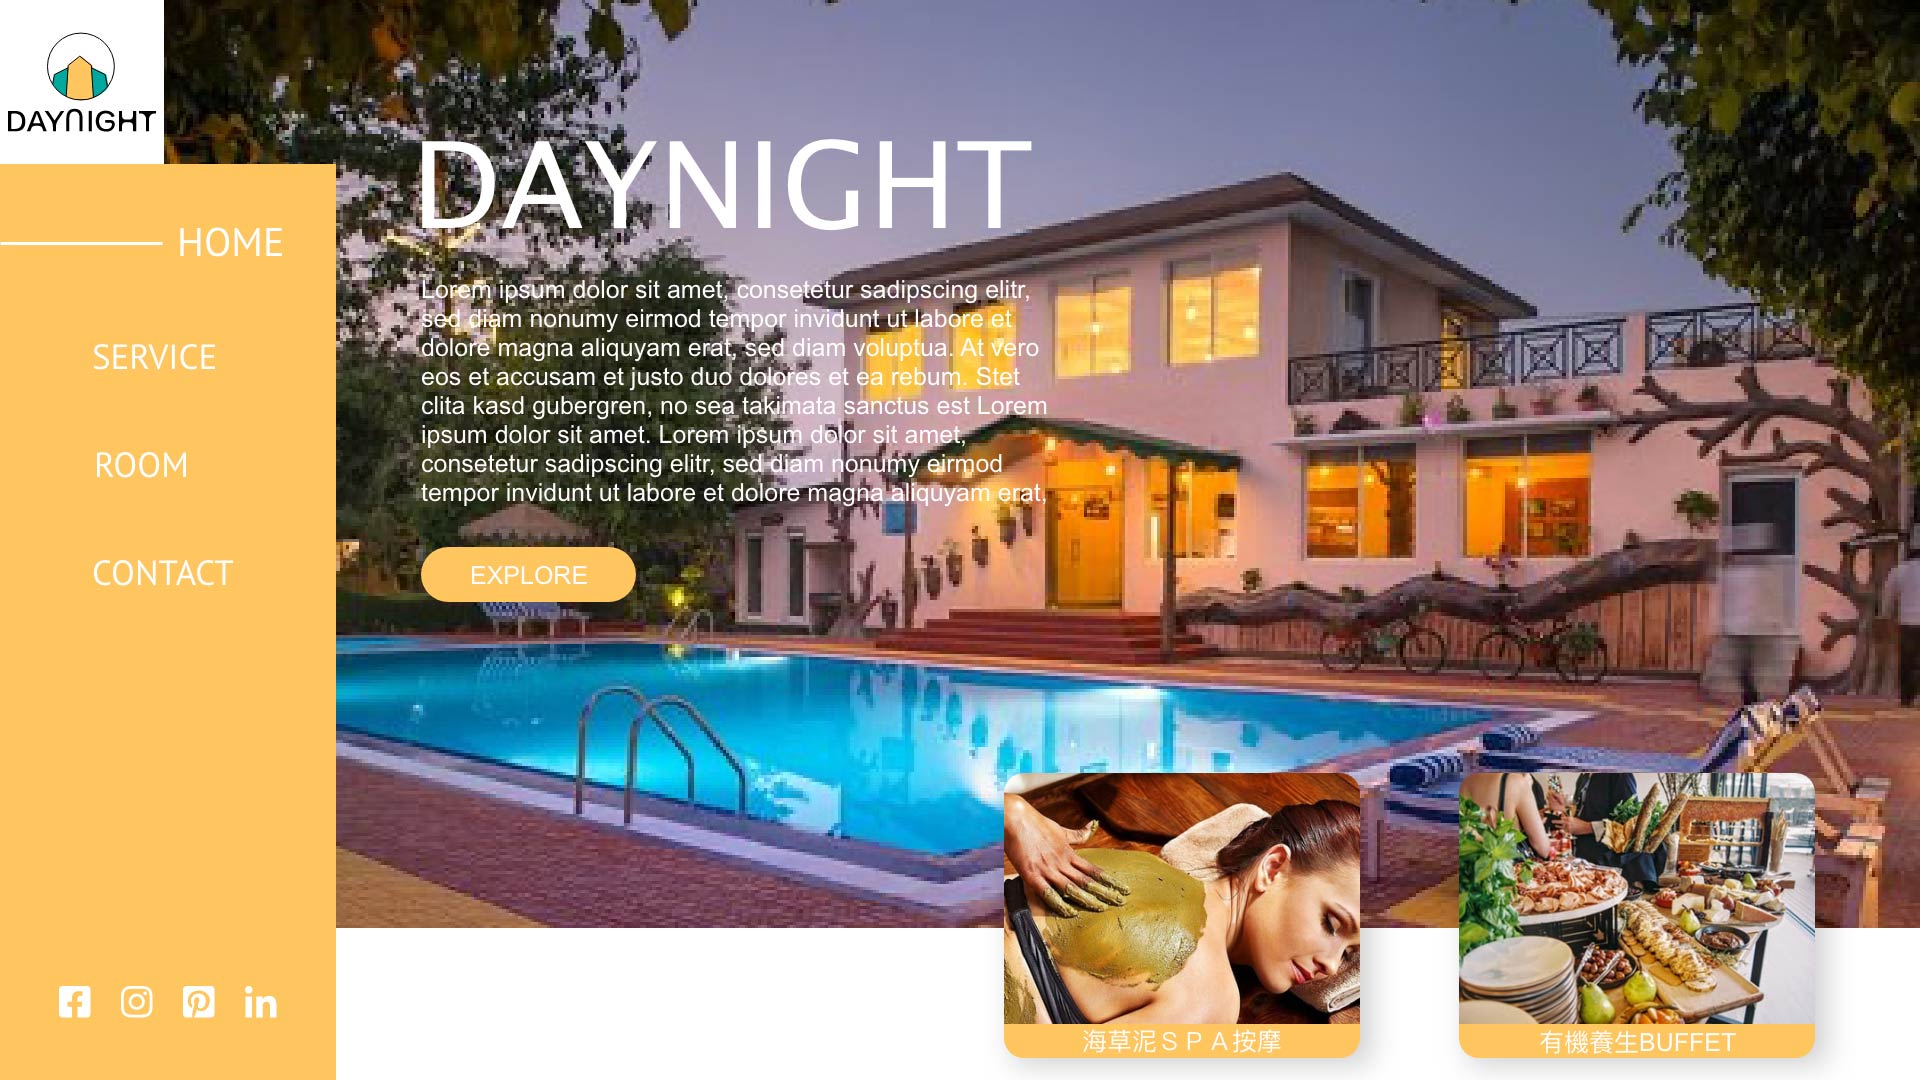 DAYNIGHT
HOME
SERVICE
ROOM
CONTACT
DAYNIGHT
Lorem ipsum dolor sit amet, consetetur sadipscing elitr,
sed diam nonumy eirmod tempor invidunt ut labore et
dolore magna aliquyam erat, sed diam voluptua. At vero
eos et accusam et justo duo dolores et ea rebum. Stet
clita kasd gubergren, no sea takimata sanctus est Lorem
ipsum dolor sit amet. Lorem ipsum dolor sit amet,
consetetur sadipscing elitr, sed diam nonumy eirmod
tempor invidunt ut labore et dolore magna aliquyam erat,
EXPLORE
海草泥ＳＰＡ按摩
有機養生BUFFET